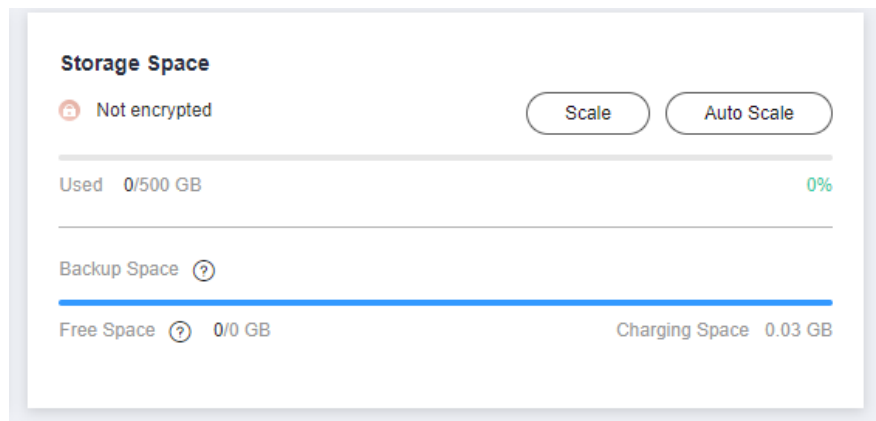 Storage Space
Not encrypted
Scale
Auto Scale
Used 0/500 GB
0%
Backup Space ?
Free Space ? 0/0 GB
Charging Space 0.03 GB